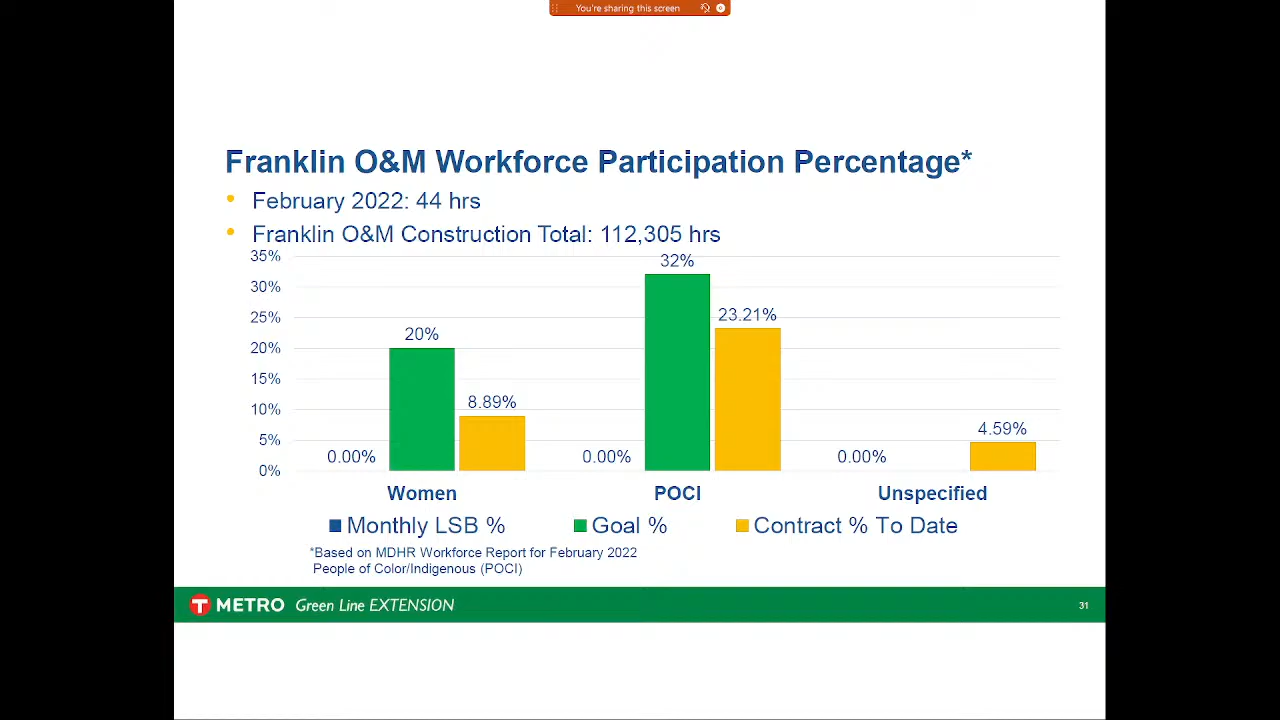 You're sharing this screen
Franklin O&M Workforce Participation Percentage*
• February 2022: 44 hrs
• Franklin O&M Construction Total: 112,305 hrs
35%
30%
25%
20%
15%
10%
5%
0%
0.00%
20%
8.89%
0.00%
32%
23.21%
0.00%
4.59%
Women
POCI
Unspecified
Monthly LSB %
Goal %
Contract % To Date
*Based on MDHR Workforce Report for February 2022
People of Color/Indigenous (POCI)
T METRO Green Line EXTENSION
31